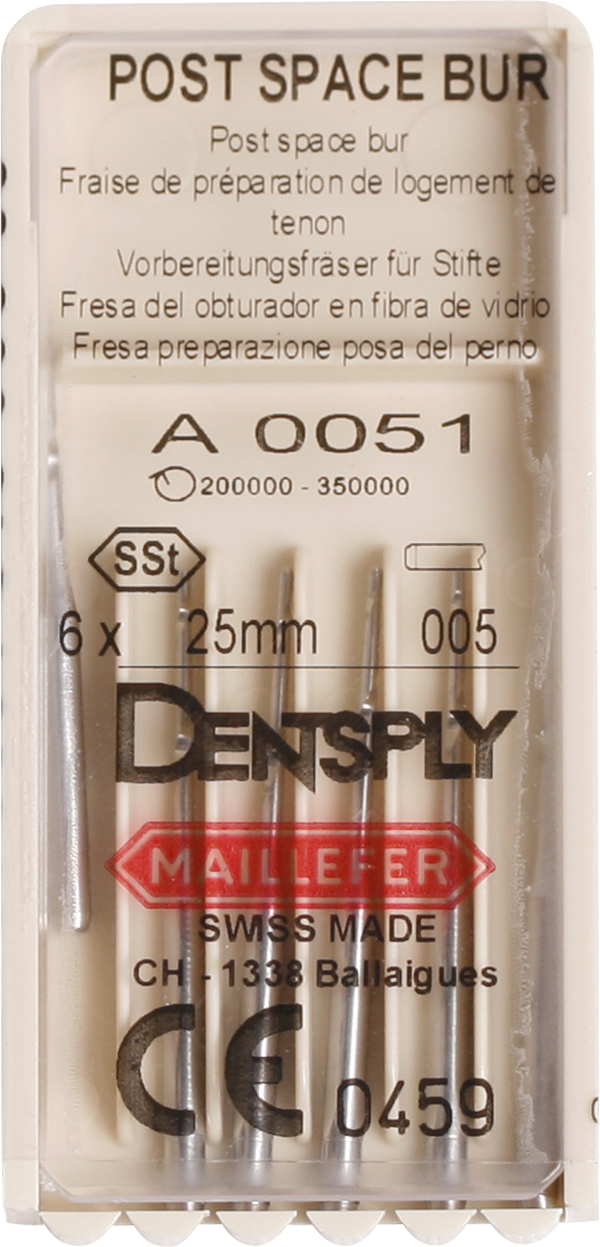 POST SPACE BUR
Post space bur
Fraise de préparation de logement de
tenon
Vorbereitungsfräser für Stifte
Fresa del obturador en fibra de vidrio
Fresa preparazione posa del perno
A 0051
200000 - 350000
SSt
6 x 25mm 005
DENTSPLY
MAILLEFER
SWISS MADE
CH - 1338 Ballaigues
CE 0459